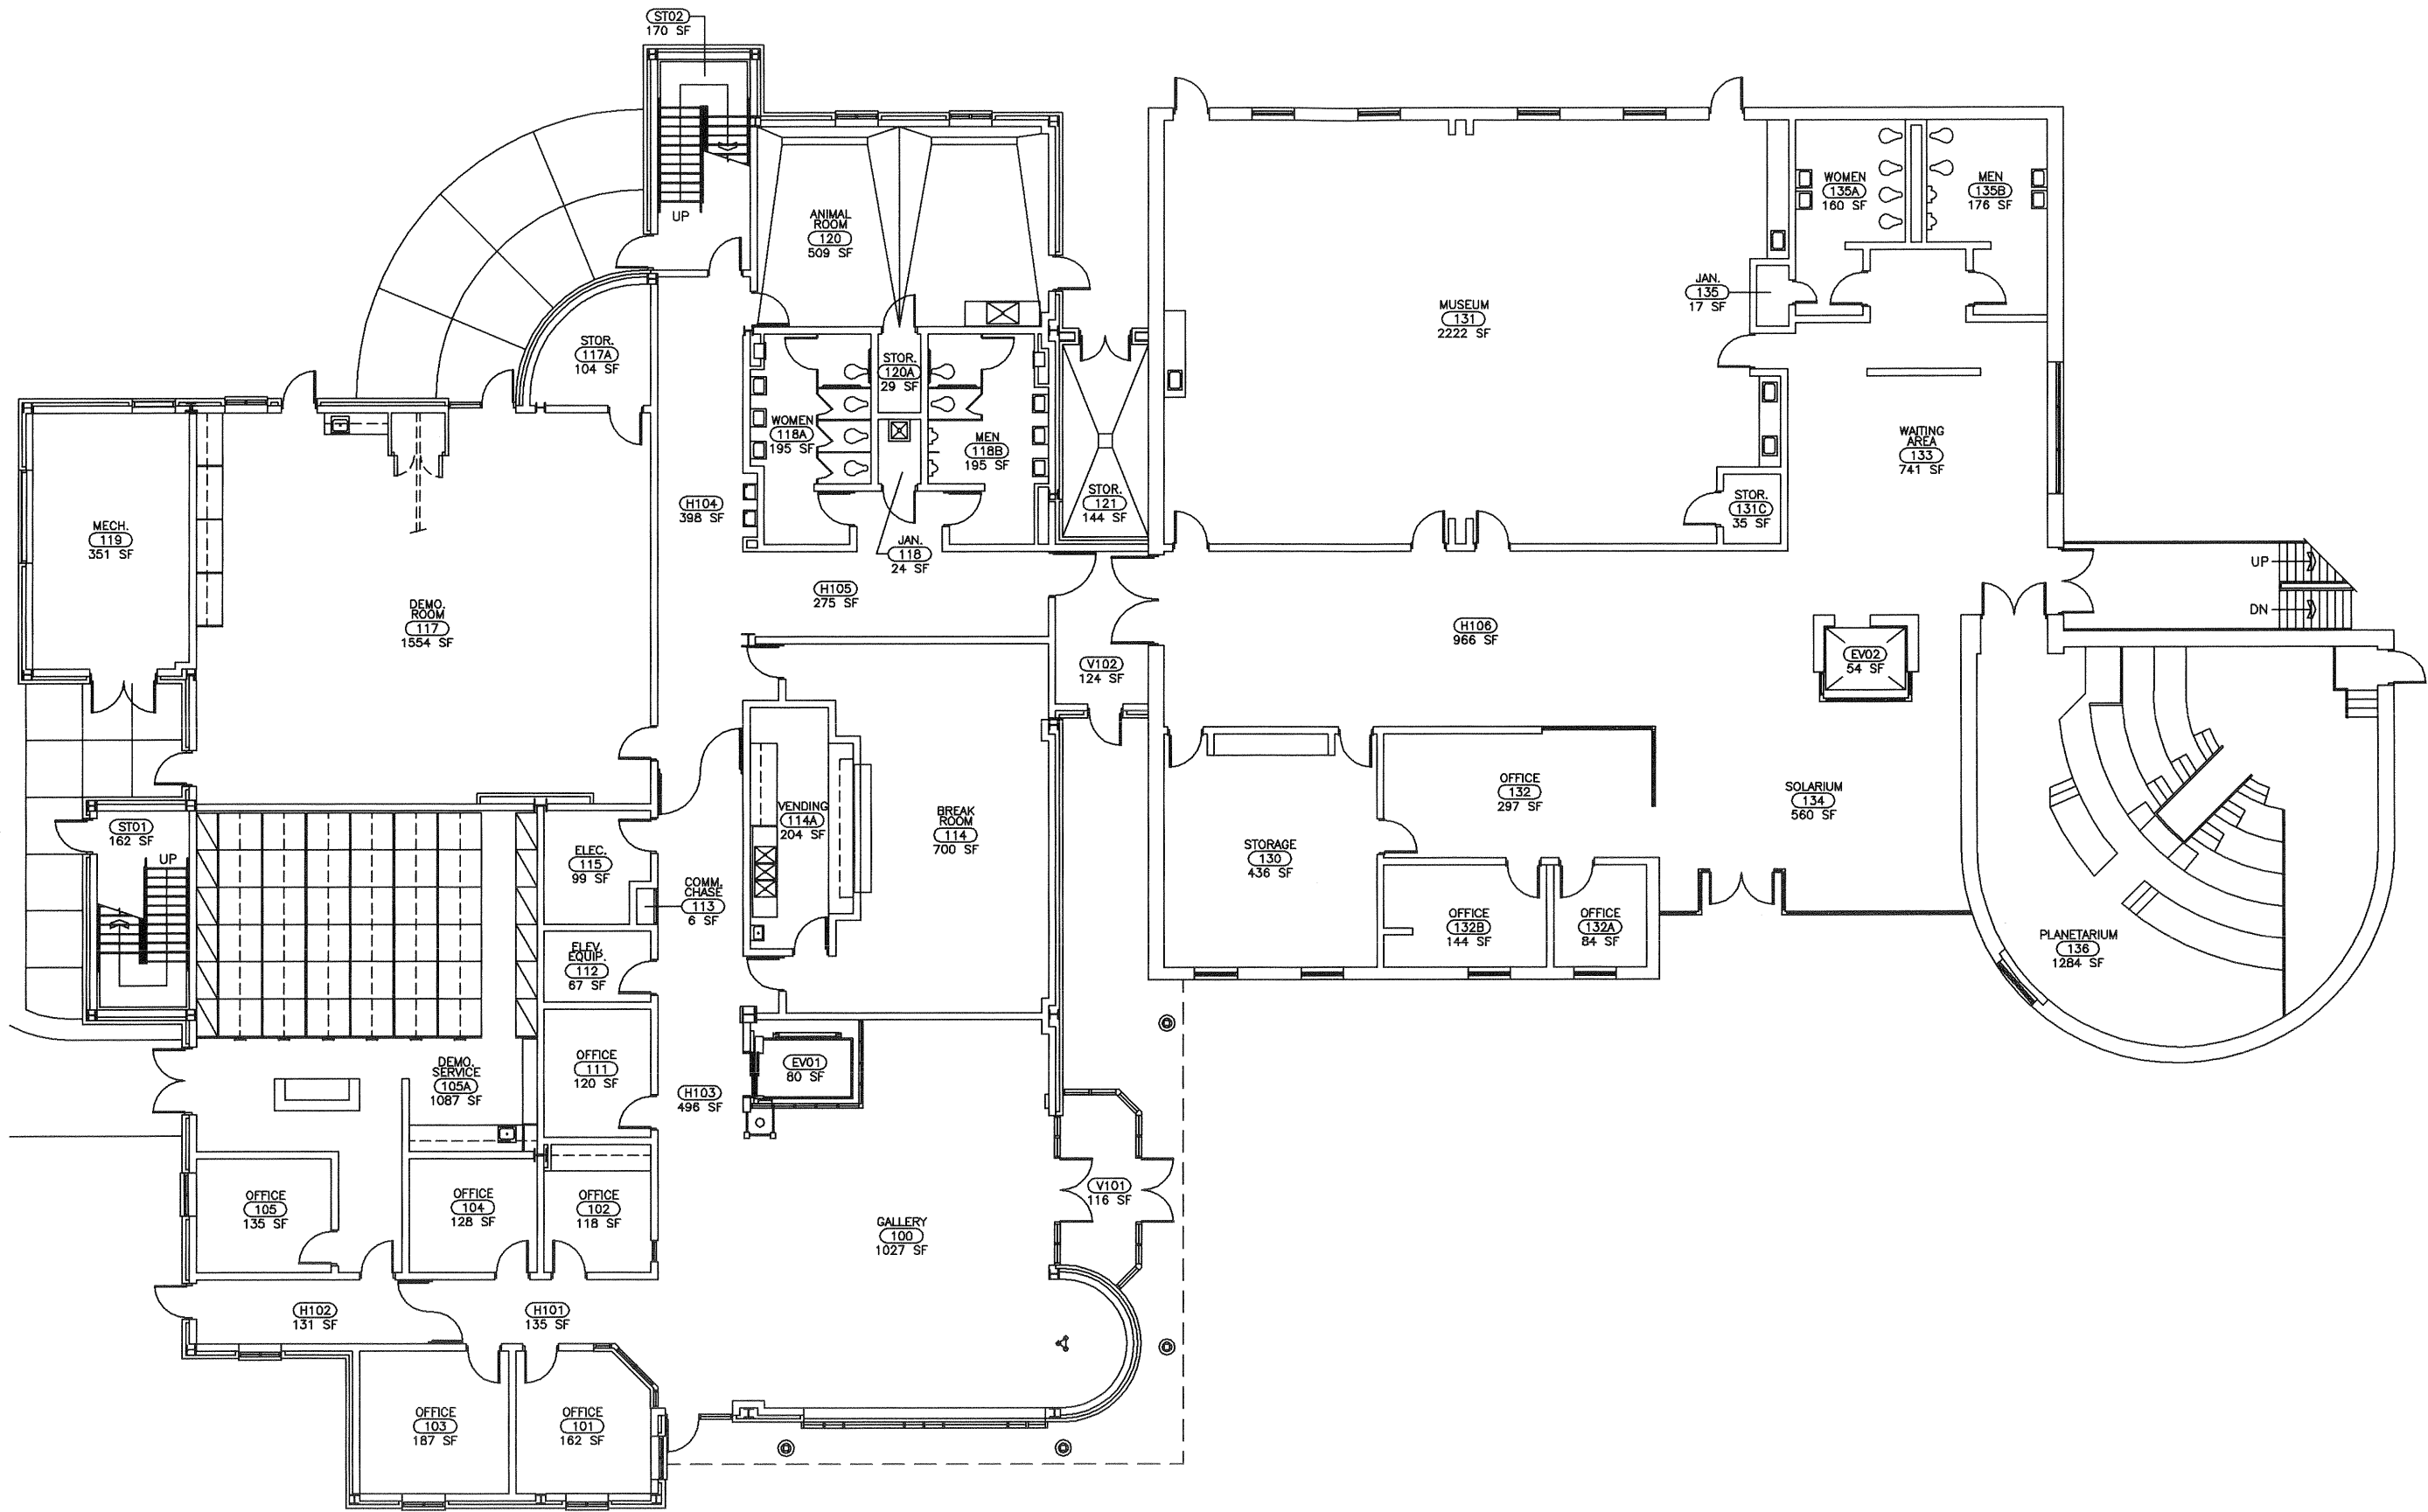 ST02
170 SF
UP
ANIMAL
ROOM
120
509 SF
WOMEN
135A
160 SF
MEN
135B
176 SF
JAN.
135
17 SF
MUSEUM
131
2222 SF
STOR.
117A
104 SF
STOR.
120A
29 SF
WOMEN
118A
195 SF
MEN
118B
195 SF
WAITING
AREA
133
741 SF
STOR.
121
144 SF
STOR.
131C
35 SF
H104
398 SF
MECH.
119
351 SF
JAN.
118
24 SF
UP
DN
H105
275 SF
DEMO.
ROOM
117
1554 SF
H106
966 SF
EV02
54 SF
V102
124 SF
OFFICE
132
297 SF
SOLARIUM
134
560 SF
VENDING
114A
204 SF
BREAK
ROOM
114
700 SF
ST01
162 SF
UP
ELEC.
115
99 SF
STORAGE
130
436 SF
COMM.
CHASE
113
6 SF
OFFICE
132B
144 SF
OFFICE
132A
84 SF
PLANETARIUM
136
1284 SF
ELEV.
EQUIP.
112
67 SF
OFFICE
111
120 SF
EV01
80 SF
DEMO.
SERVICE
105A
1087 SF
H103
496 SF
V101
116 SF
OFFICE
105
135 SF
OFFICE
104
128 SF
OFFICE
102
118 SF
GALLERY
100
1027 SF
H102
131 SF
H101
135 SF
OFFICE
103
187 SF
OFFICE
101
162 SF